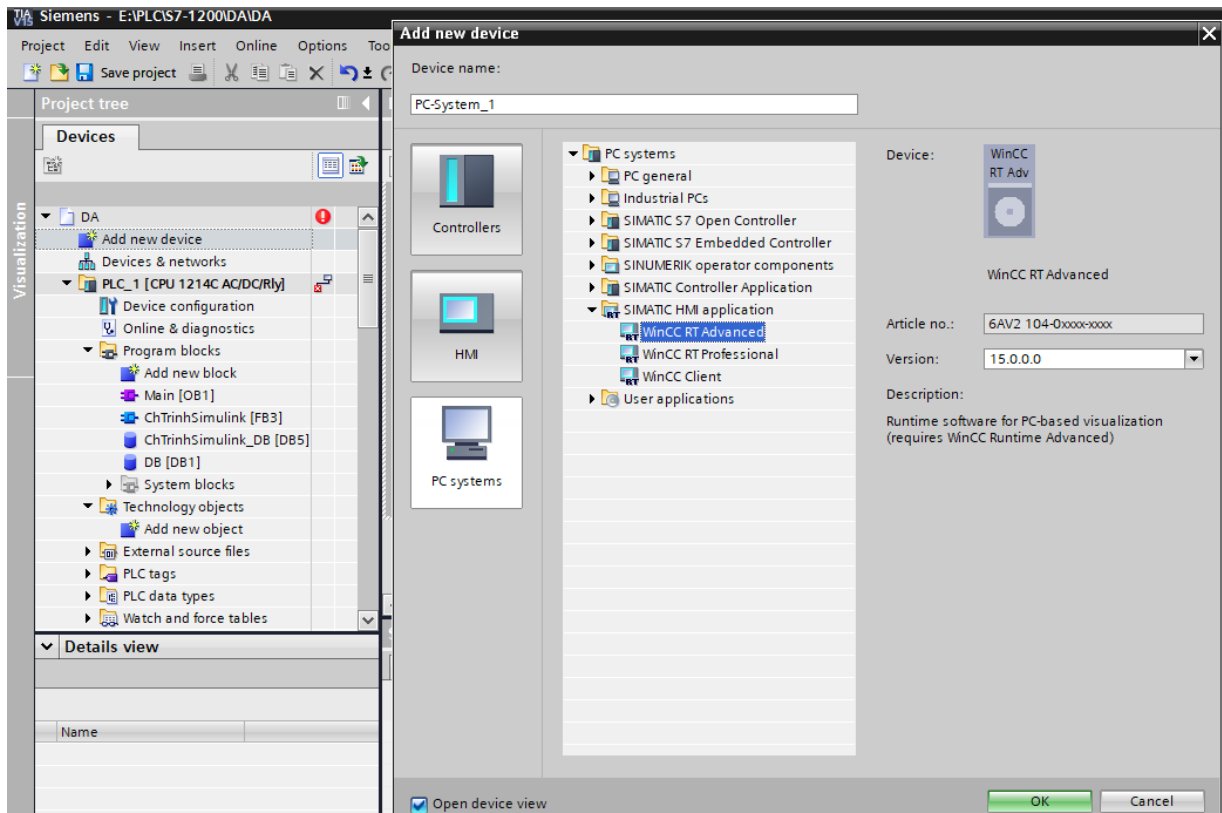 TIA V15 Siemens - E:\PLC\S7-1200\DA\DA
Project Edit View Insert Online Options Too
Save project
Project tree
Devices
Visualization
DA
Add new device
Devices & networks
PLC_1 [CPU 1214C AC/DC/Rly]
Device configuration
Online & diagnostics
Program blocks
Add new block
Main [OB1]
ChTrinhSimulink [FB3]
ChTrinhSimulink_DB [DB5]
DB [DB1]
System blocks
Technology objects
Add new object
External source files
PLC tags
PLC data types
Watch and force tables
Details view
Name
Add new device
Device name:
PC-System_1
Controllers
HMI
PC systems
PC systems
PC general
Industrial PCs
SIMATIC S7 Open Controller
SIMATIC S7 Embedded Controller
SINUMERIK operator components
SIMATIC Controller Application
SIMATIC HMI application
WinCC RT Advanced
WinCC RT Professional
WinCC Client
User applications
Device:
WinCC
RT Adv
WinCC RT Advanced
Article no.: 6AV2 104-0xxxx-xxxx
Version: 15.0.0.0
Description:
Runtime software for PC-based visualization
(requires WinCC Runtime Advanced)
Open device view
OK Cancel